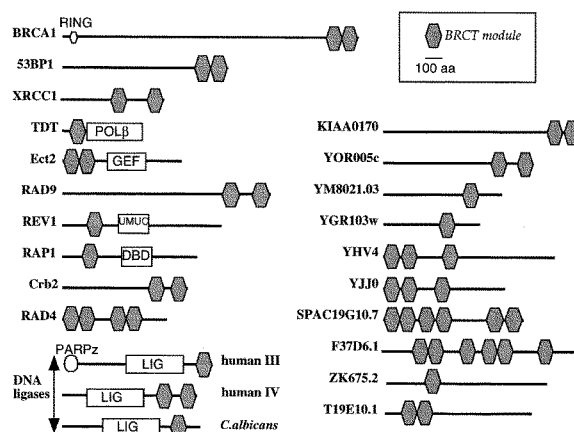 RING
BRCA1
53BP1
XRCC1
TDT POLβ
Ect2 GEF
RAD9
REV1 UMUC
RAP1 DBD
Crb2
RAD4
PARPz
DNA ligases
LIG human III
LIG human IV
LIG C.albicans
BRCT module
100 aa
KIAA0170
YOR005c
YM8021.03
YGR103w
YHV4
YJJ0
SPAC19G10.7
F37D6.1
ZK675.2
T19E10.1